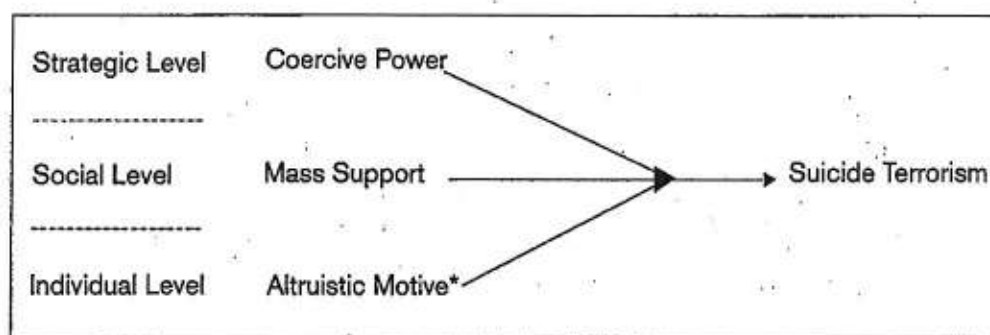 Strategic Level Coercive Power
Social Level Mass Support Suicide Terrorism
Individual Level Altruistic Motive*